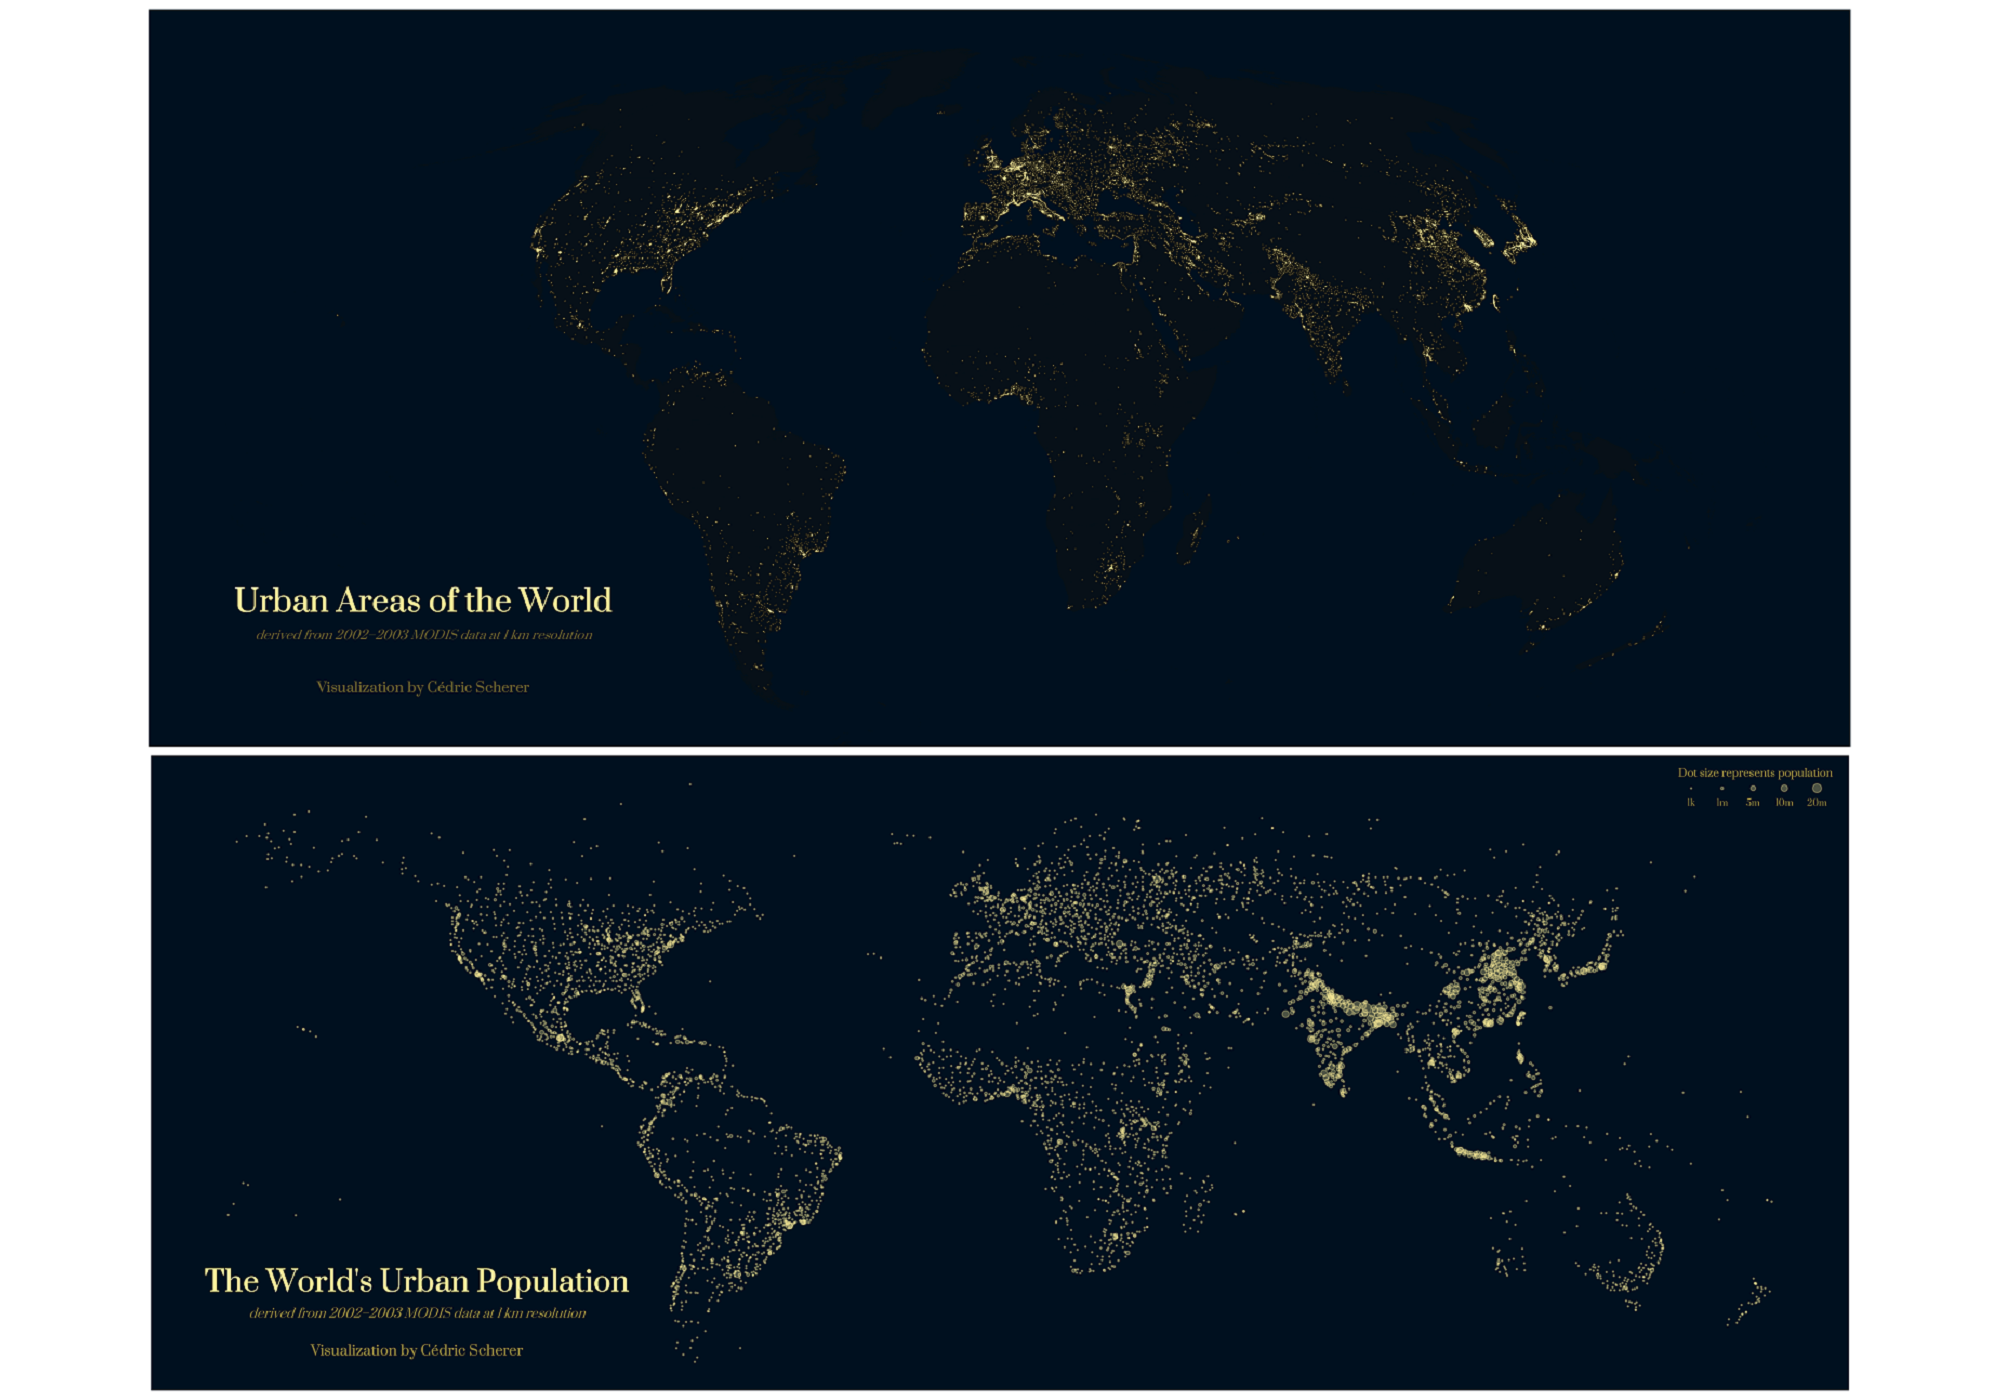 Urban Areas of the World
derived from 2002–2003 MODIS data at 1 km resolution
Visualization by Cédric Scherer
Dot size represents population
1k 1m 5m 10m 20m
The World's Urban Population
derived from 2002–2003 MODIS data at 1 km resolution
Visualization by Cédric Scherer